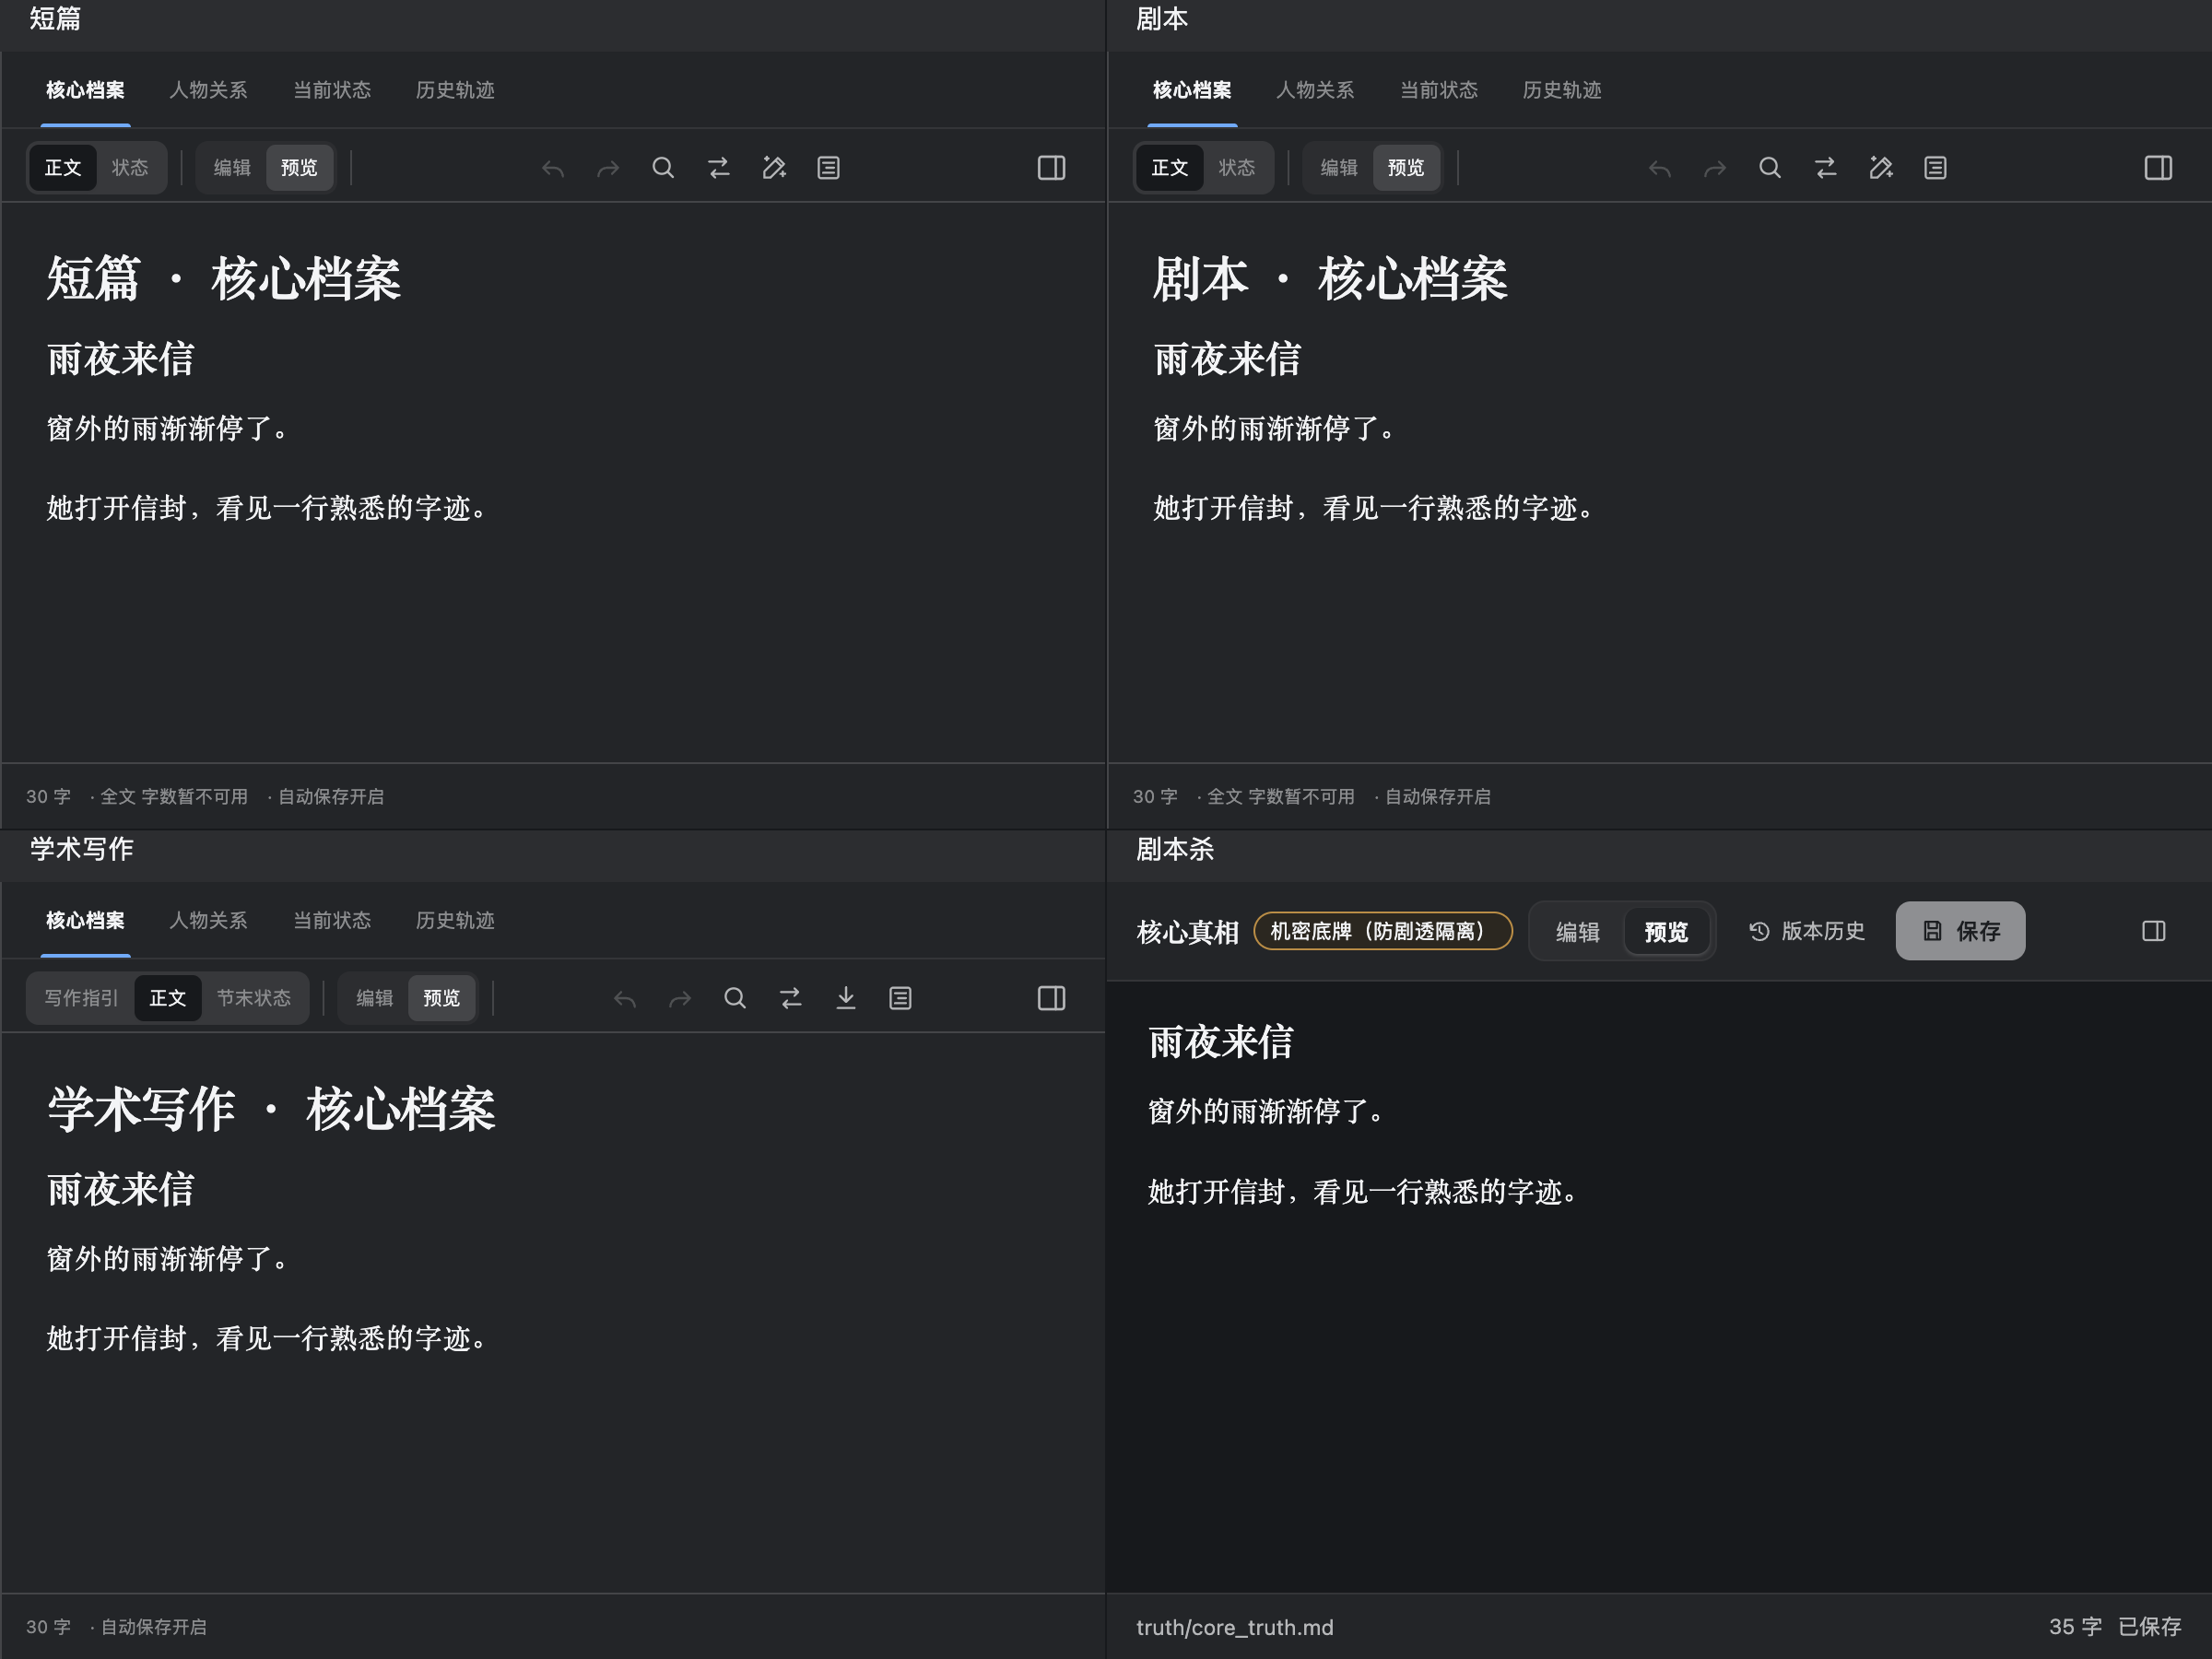 短篇
核心档案 人物关系 当前状态 历史轨迹
正文 状态 编辑 预览
短篇 · 核心档案
雨夜来信
窗外的雨渐渐停了。
她打开信封，看见一行熟悉的字迹。
30 字 · 全文 字数暂不可用 · 自动保存开启
剧本
核心档案 人物关系 当前状态 历史轨迹
正文 状态 编辑 预览
剧本 · 核心档案
雨夜来信
窗外的雨渐渐停了。
她打开信封，看见一行熟悉的字迹。
30 字 · 全文 字数暂不可用 · 自动保存开启
学术写作
核心档案 人物关系 当前状态 历史轨迹
写作指引 正文 节末状态 编辑 预览
学术写作 · 核心档案
雨夜来信
窗外的雨渐渐停了。
她打开信封，看见一行熟悉的字迹。
30 字 · 自动保存开启
剧本杀
核心真相 机密底牌（防剧透隔离） 编辑 预览 版本历史 保存
雨夜来信
窗外的雨渐渐停了。
她打开信封，看见一行熟悉的字迹。
truth/core_truth.md 35 字 已保存